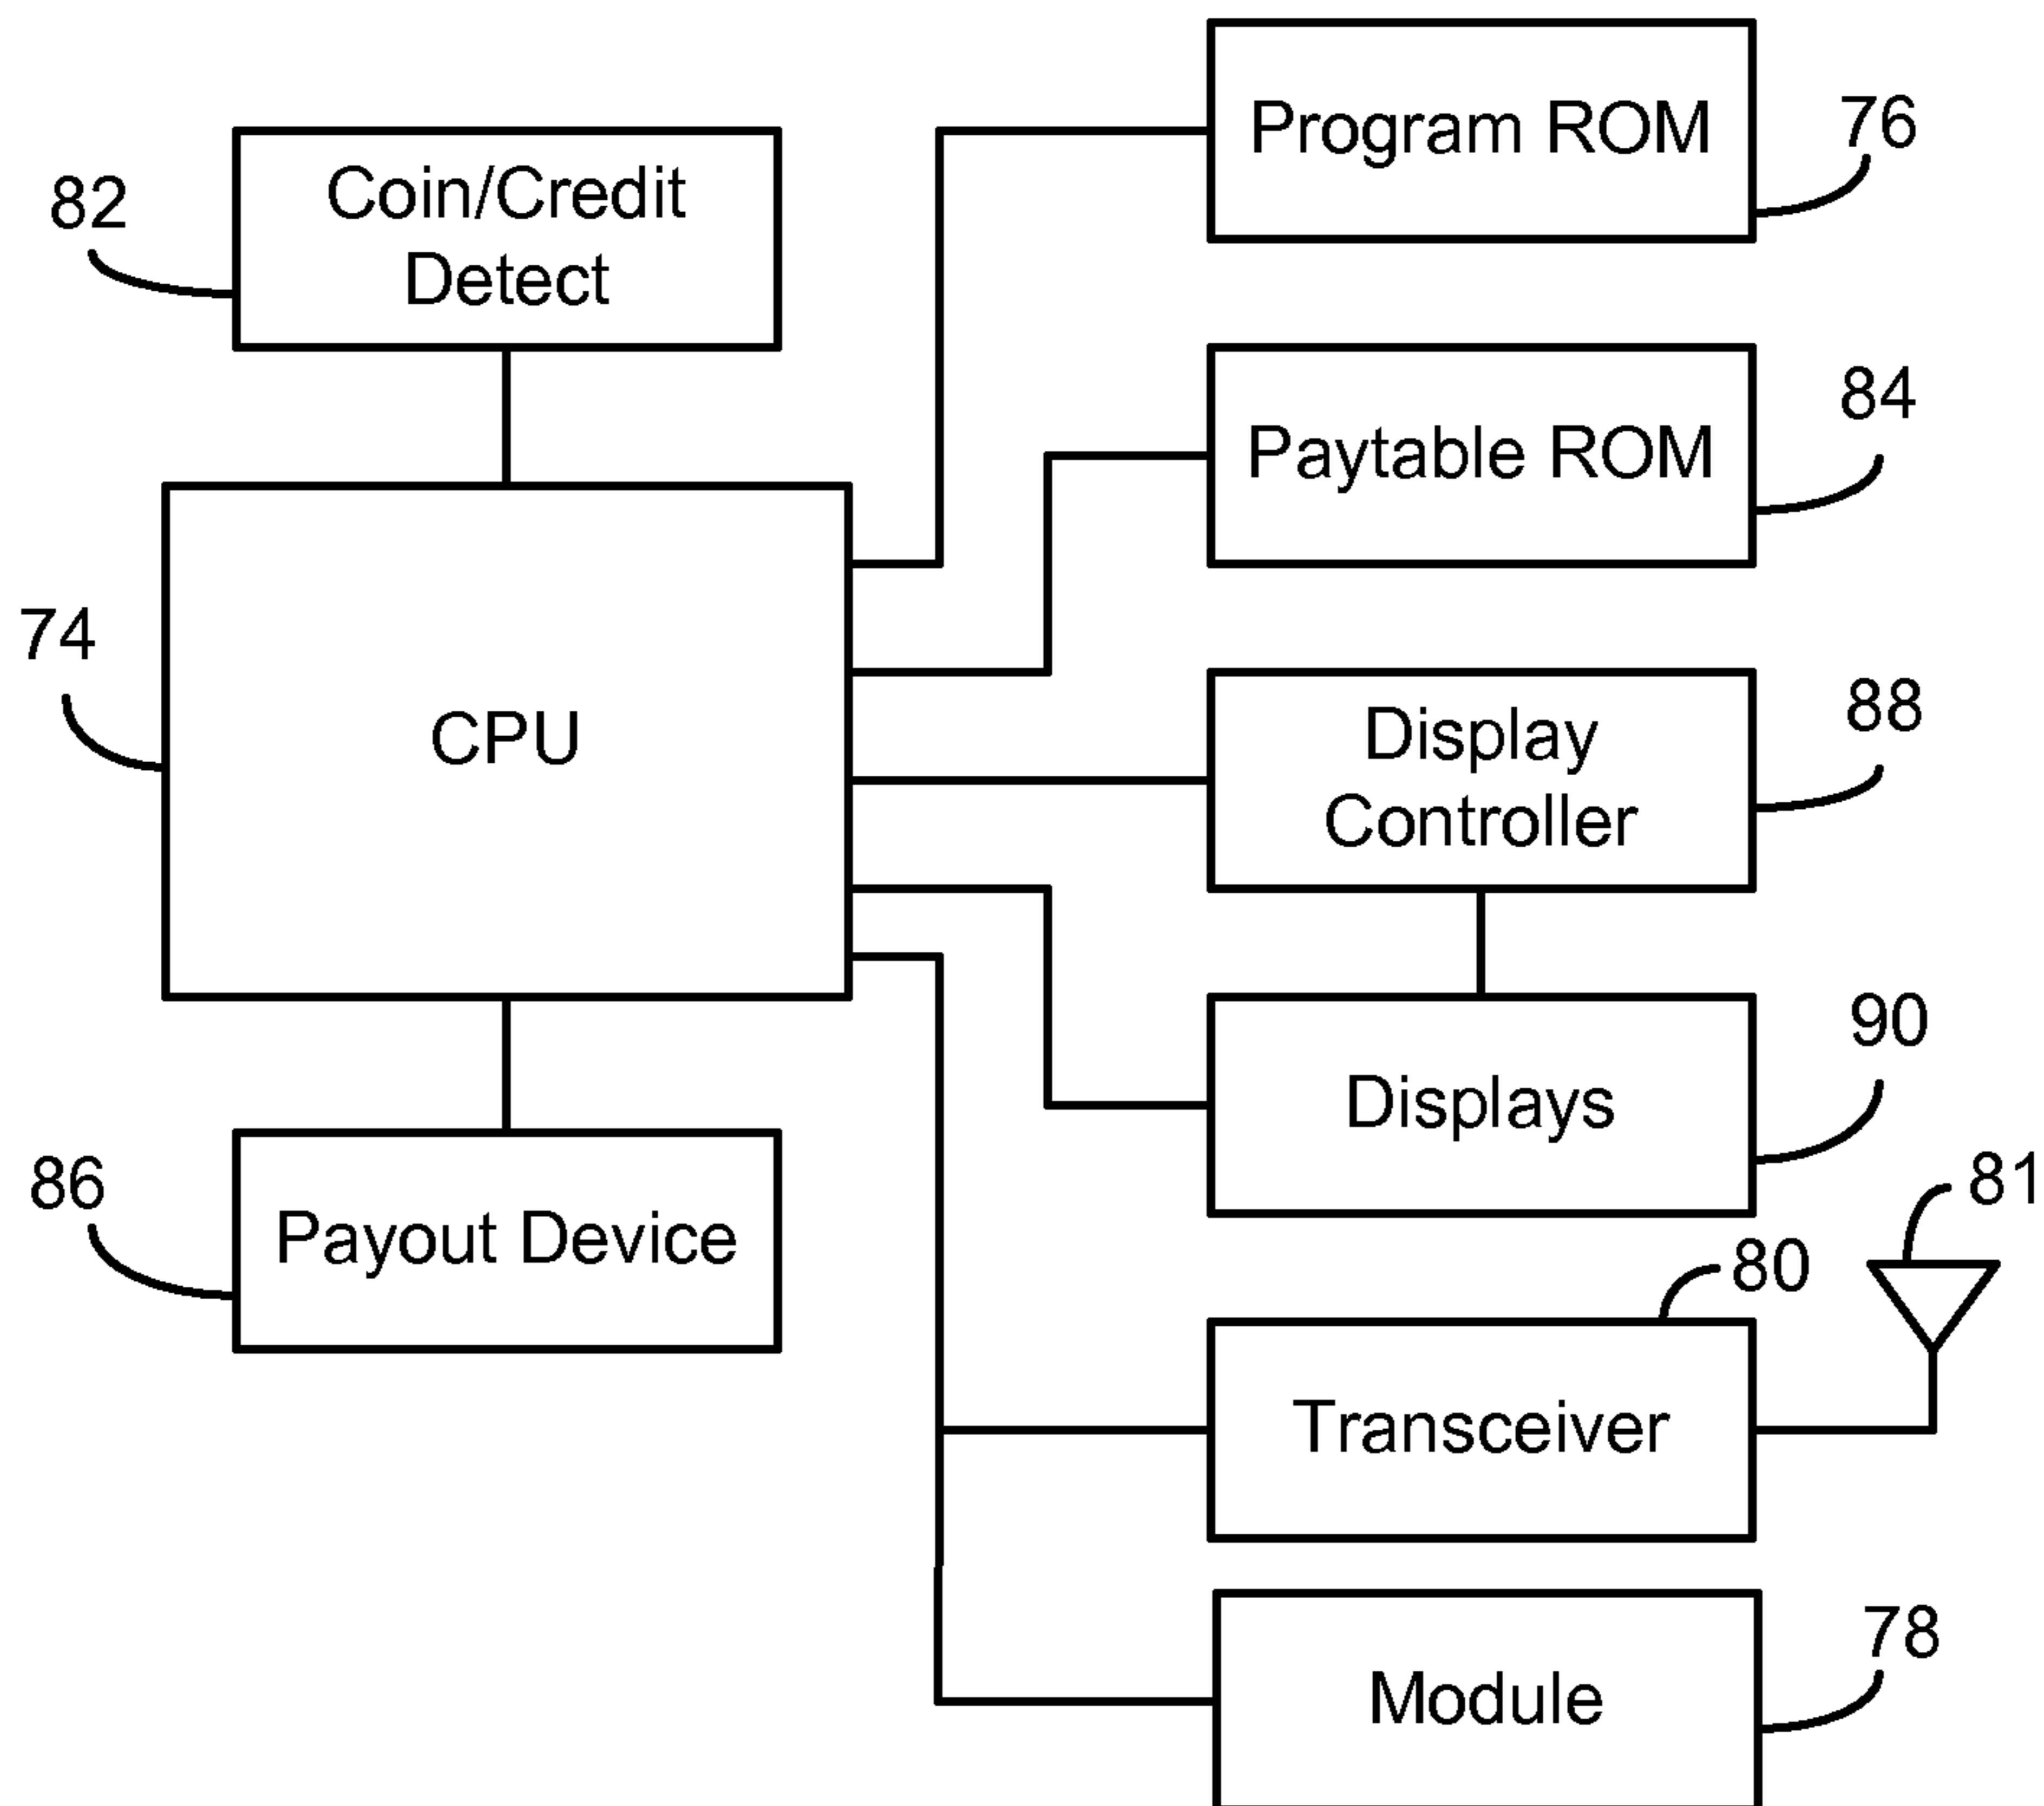 Program ROM
76
82
Coin/Credit
Detect
Paytable ROM
84
74
CPU
Display
Controller
88
Displays
90
86
Payout Device
81
80
Transceiver
Module
78